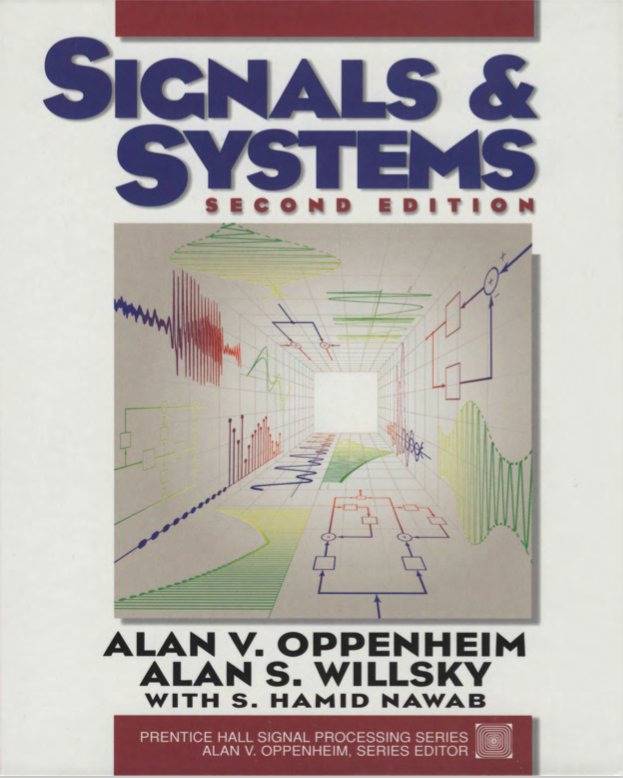 SIGNALS &
SYSTEMS
SECOND EDITION
ALAN V. OPPENHEIM
ALAN S. WILLSKY
WITH S. HAMID NAWAB
PRENTICE HALL SIGNAL PROCESSING SERIES
ALAN V. OPPENHEIM, SERIES EDITOR